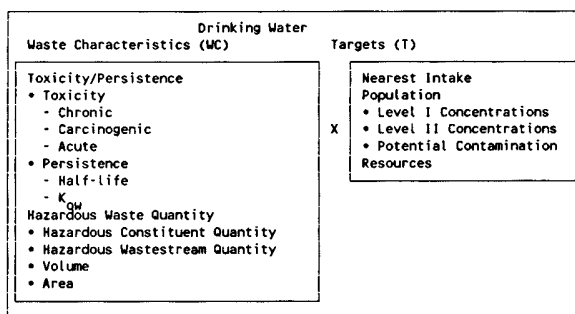 Drinking Water
Waste Characteristics (WC)
Toxicity/Persistence
• Toxicity
- Chronic
- Carcinogenic
- Acute
• Persistence
- Half-life
- Kow
Hazardous Waste Quantity
• Hazardous Constituent Quantity
• Hazardous Wastestream Quantity
• Volume
• Area
X
Targets (T)
Nearest Intake
Population
• Level I Concentrations
• Level II Concentrations
• Potential Contamination
Resources